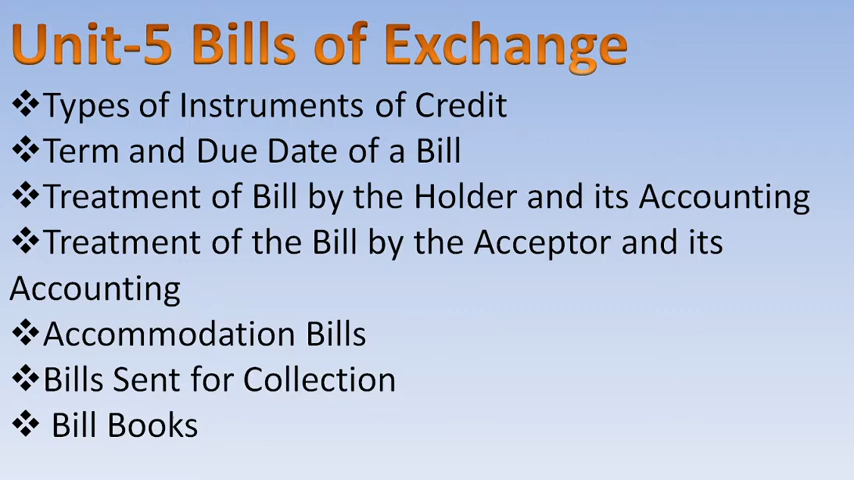 Unit-5 Bills of Exchange
❖Types of Instruments of Credit
❖Term and Due Date of a Bill
❖Treatment of Bill by the Holder and its Accounting
❖Treatment of the Bill by the Acceptor and its
Accounting
❖Accommodation Bills
❖Bills Sent for Collection
❖ Bill Books